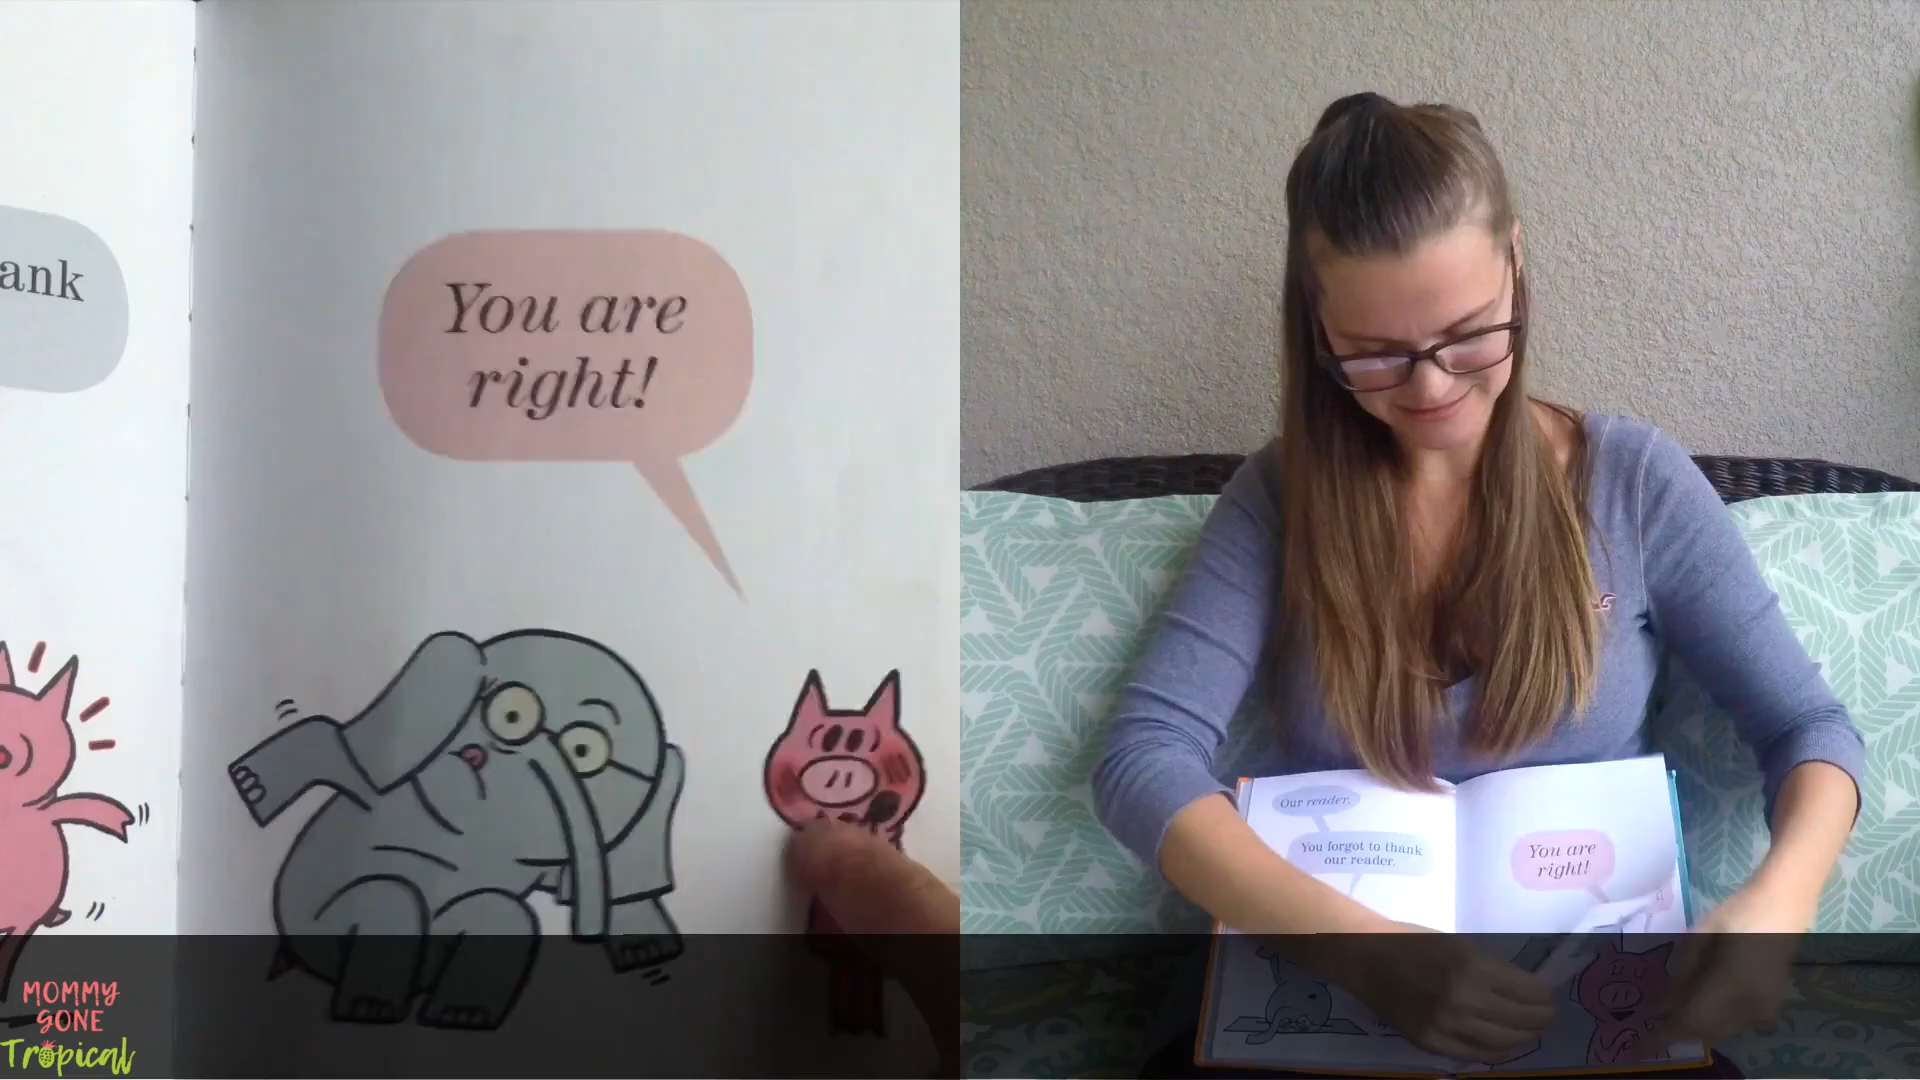 ank
You are
right!
Our reader.
You forgot to thank
our reader.
You are
right!
MOMMY
GONE
Tropical